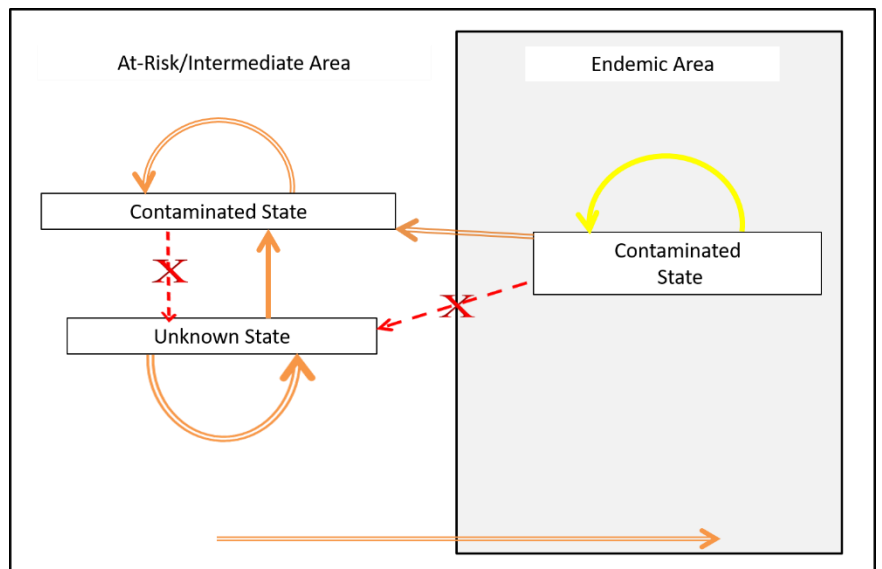 At-Risk/Intermediate Area
Endemic Area
Contaminated State
X
Contaminated
State
X
Unknown State